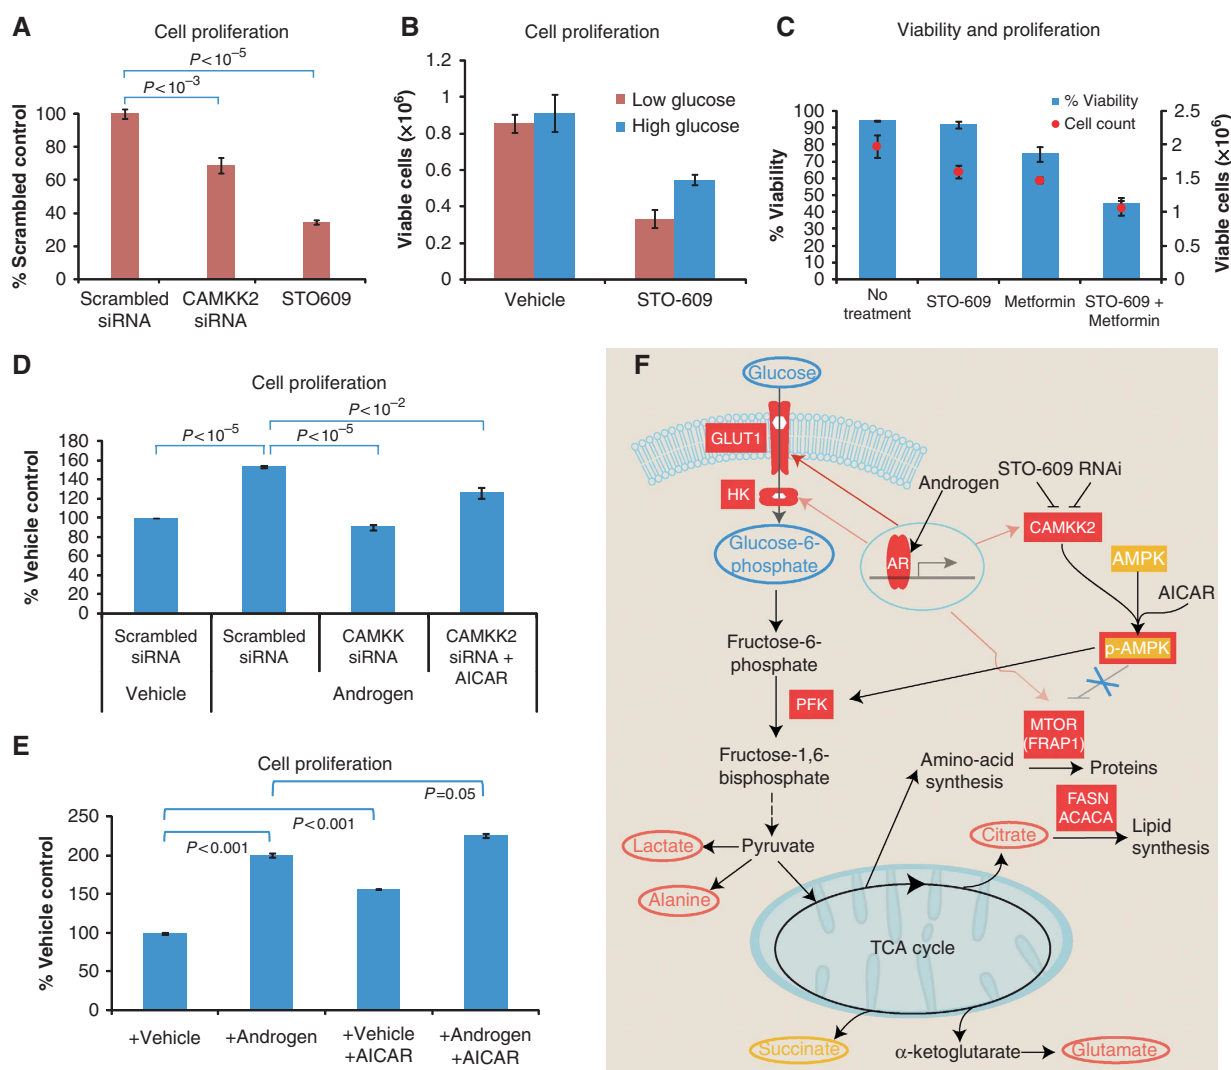 A
Cell proliferation
P<10⁻⁵
P<10⁻³
% Scrambled control
100
80
60
40
20
0
Scrambled
siRNA
CAMKK2
siRNA
STO609
B
Cell proliferation
Viable cells (×10⁶)
1.2
1
0.8
0.6
0.4
0.2
0
Low glucose
High glucose
Vehicle
STO-609
C
Viability and proliferation
% Viability
100
90
80
70
60
50
40
30
20
10
0
% Viability
Cell count
2.5
2
1.5
1
0.5
0
Viable cells (×10⁶)
No
treatment
STO-609
Metformin
STO-609 +
Metformin
D
Cell proliferation
P<10⁻²
P<10⁻⁵
P<10⁻⁵
% Vehicle control
180
160
140
120
100
80
60
40
20
0
Scrambled
siRNA
Scrambled
siRNA
CAMKK
siRNA
CAMKK2
siRNA +
AICAR
Vehicle
Androgen
E
Cell proliferation
P=0.05
P<0.001
P<0.001
% Vehicle control
250
200
150
100
50
0
+Vehicle
+Androgen
+Vehicle
+AICAR
+Androgen
+AICAR
F
Glucose
GLUT1
HK
Androgen
STO-609 RNAi
CAMKK2
Glucose-6-
phosphate
AR
AMPK
AICAR
Fructose-6-
phosphate
p-AMPK
PFK
MTOR
(FRAP1)
Fructose-1,6-
bisphosphate
Amino-acid
synthesis
Proteins
FASN
ACACA
Lactate
Pyruvate
Citrate
Lipid
synthesis
Alanine
TCA cycle
Succinate
α-ketoglutarate
Glutamate